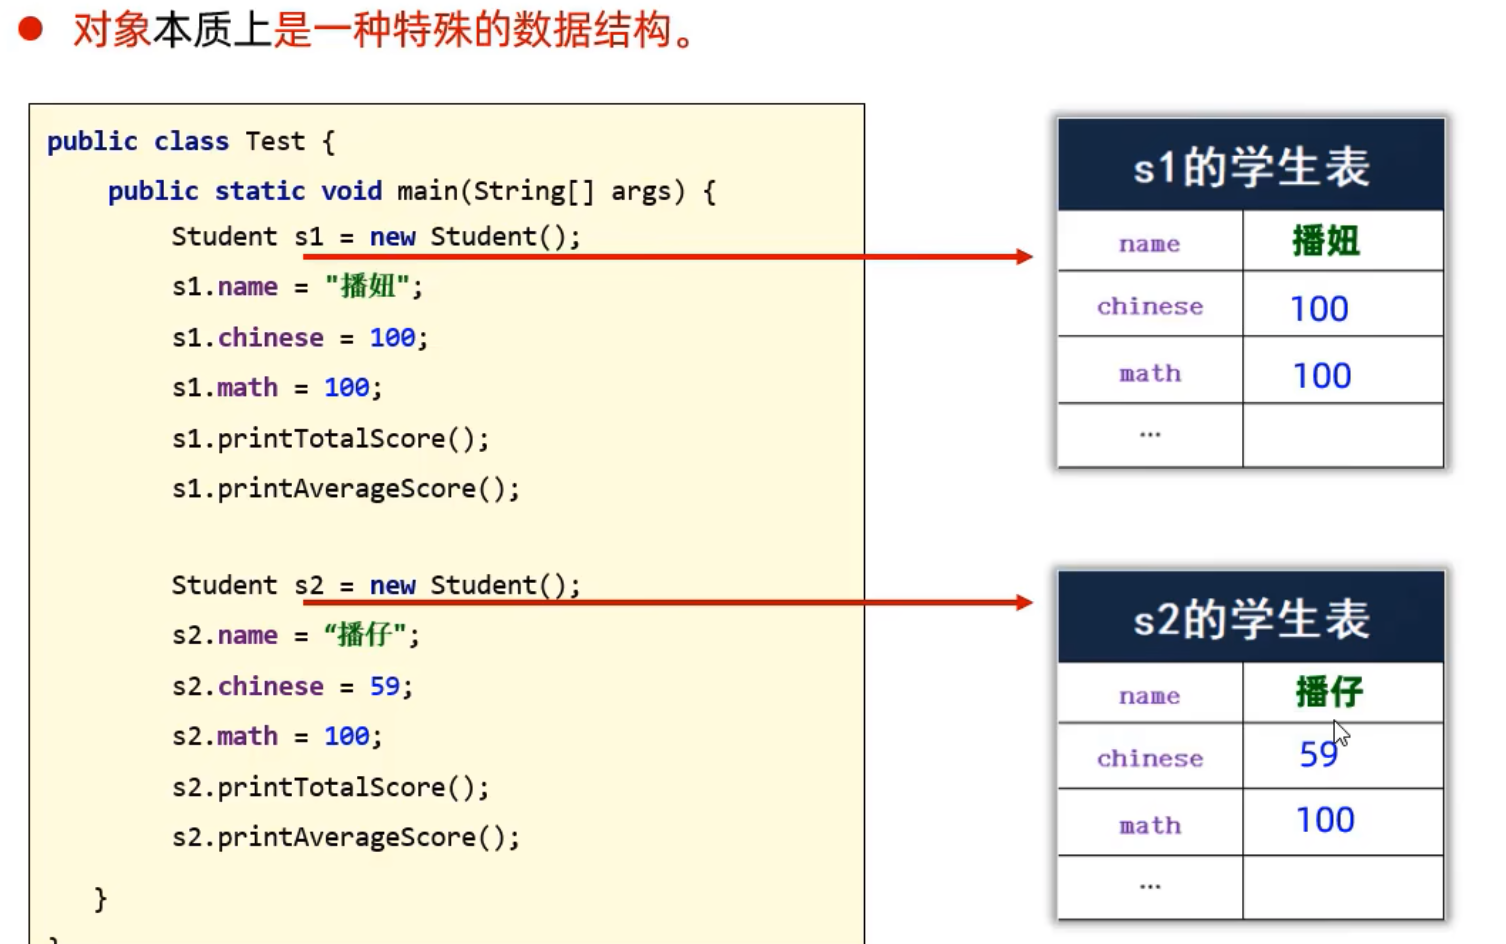 对象本质上是一种特殊的数据结构。
public class Test {
public static void main(String[] args) {
Student s1 = new Student();
s1.name = "播妞";
s1.chinese = 100;
s1.math = 100;
s1.printTotalScore();
s1.printAverageScore();
Student s2 = new Student();
s2.name = “播仔";
s2.chinese = 59;
s2.math = 100;
s2.printTotalScore();
s2.printAverageScore();
}
}
s1的学生表
name 播妞
chinese 100
math 100
...
s2的学生表
name 播仔
chinese 59
math 100
...